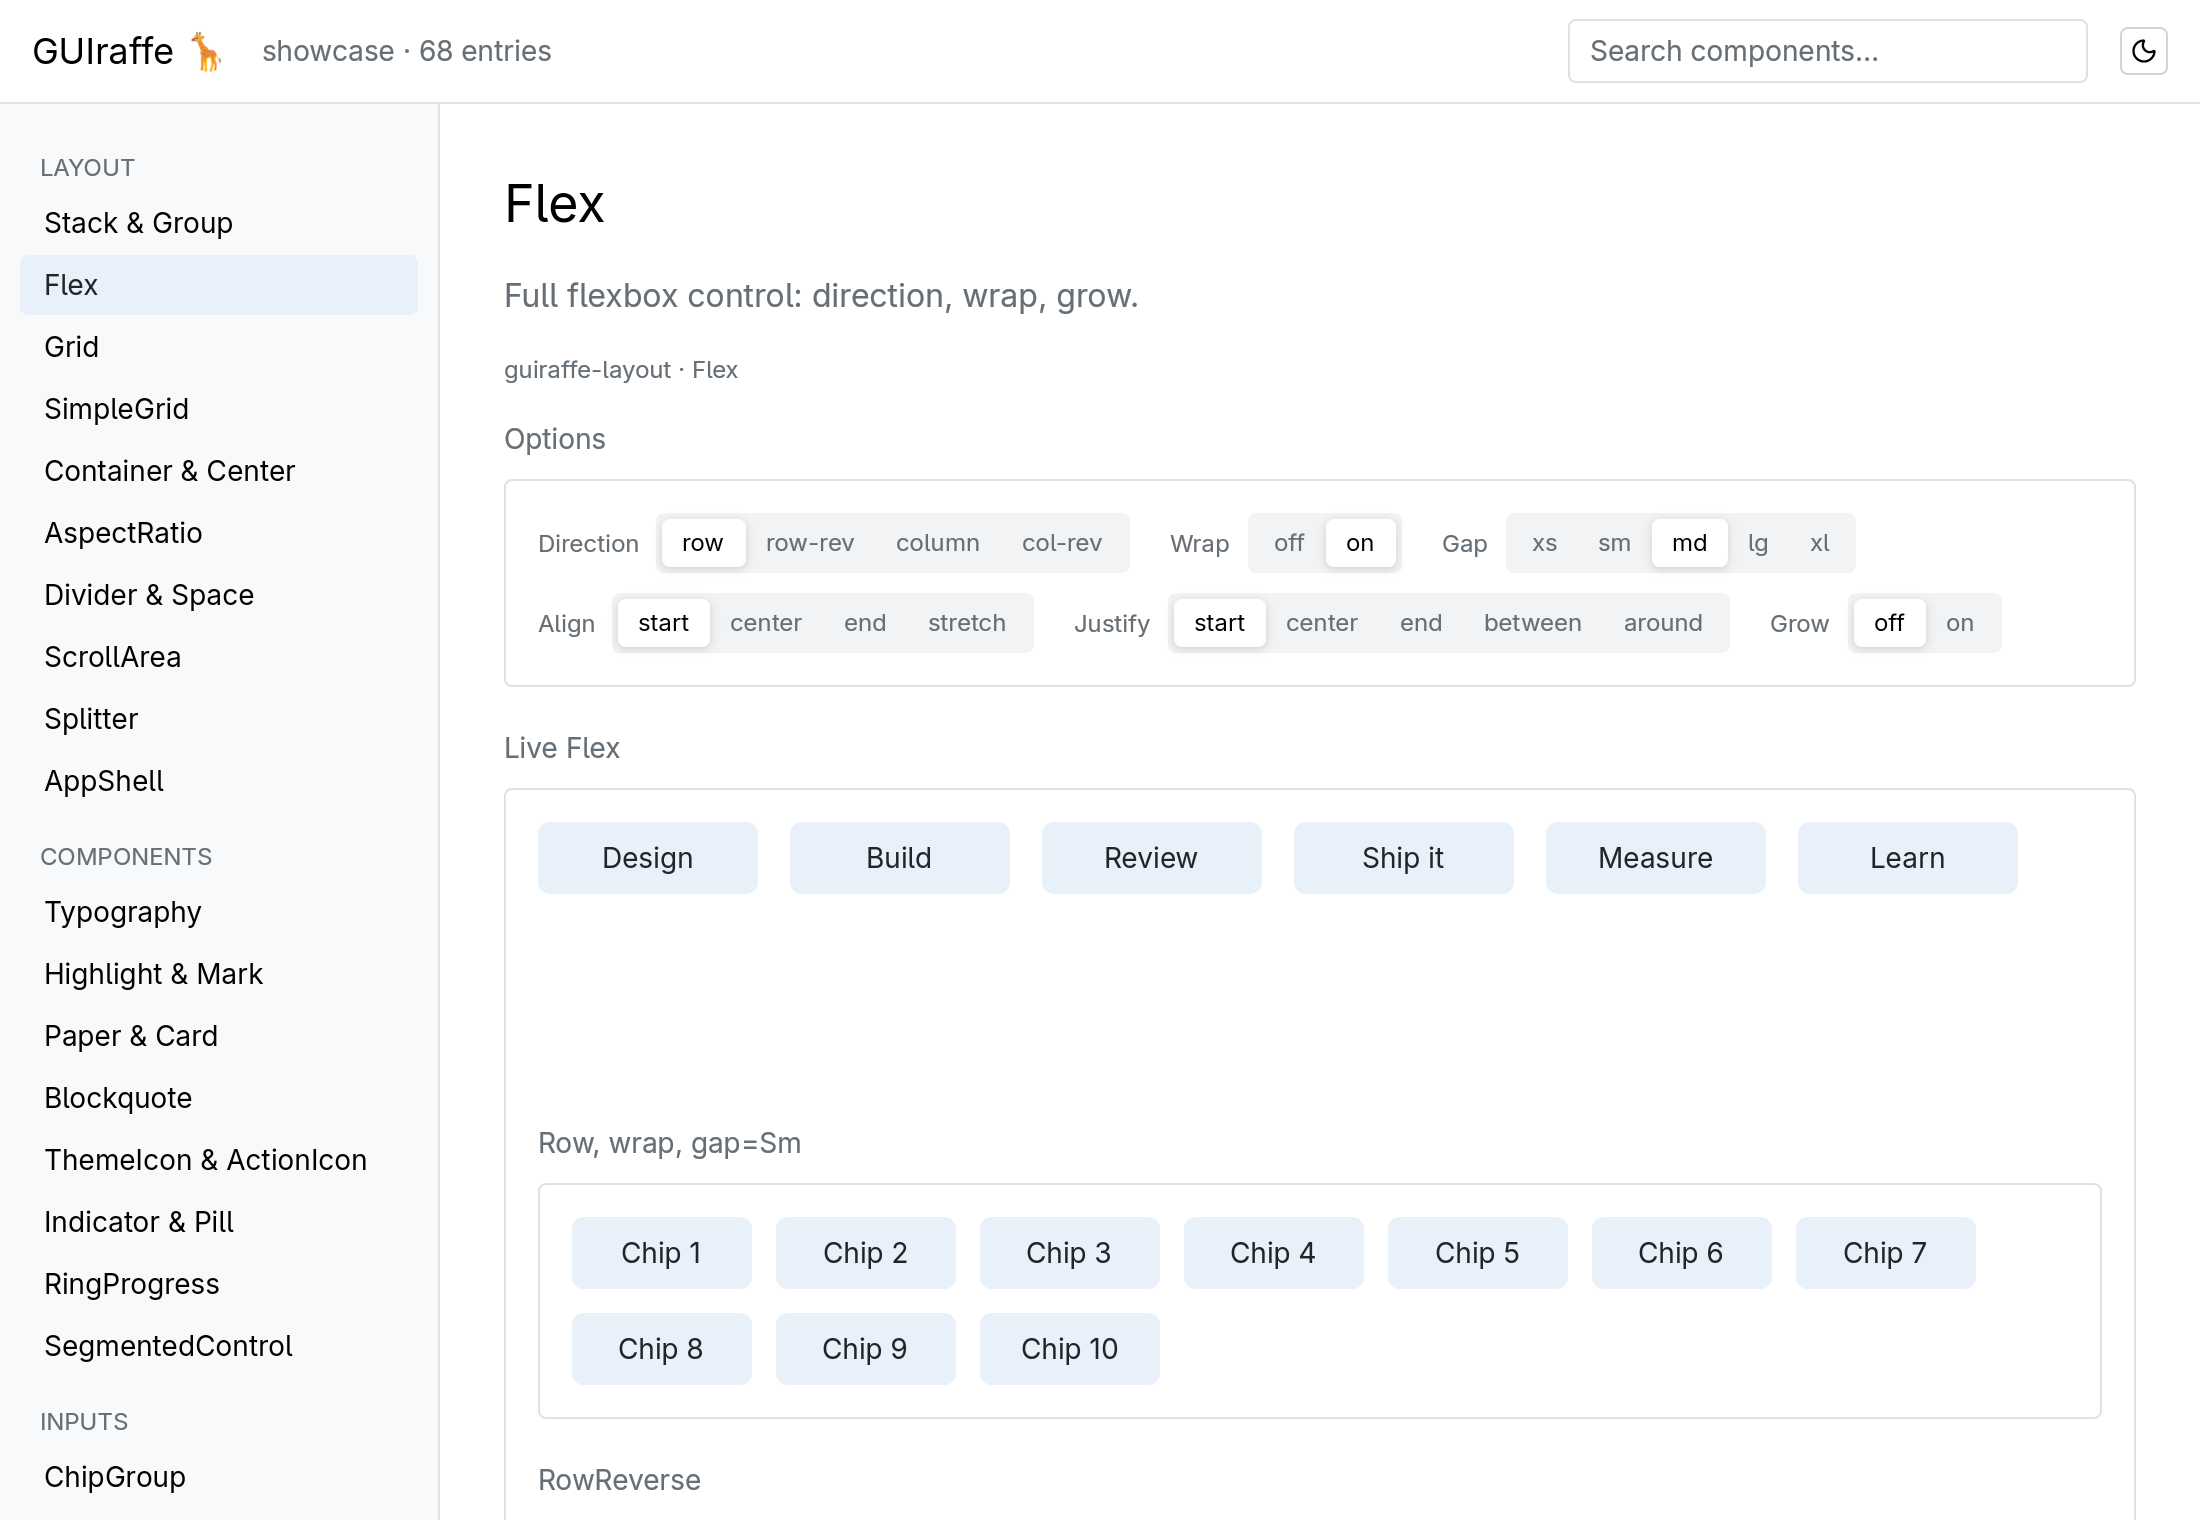 GUIraffe 🦒 showcase · 68 entries Search components...
LAYOUT
Stack & Group
Flex
Grid
SimpleGrid
Container & Center
AspectRatio
Divider & Space
ScrollArea
Splitter
AppShell
COMPONENTS
Typography
Highlight & Mark
Paper & Card
Blockquote
ThemeIcon & ActionIcon
Indicator & Pill
RingProgress
SegmentedControl
INPUTS
ChipGroup
Flex
Full flexbox control: direction, wrap, grow.
guiraffe-layout · Flex
Options
Direction row row-rev column col-rev Wrap off on Gap xs sm md lg xl
Align start center end stretch Justify start center end between around Grow off on
Live Flex
Design Build Review Ship it Measure Learn
Row, wrap, gap=Sm
Chip 1 Chip 2 Chip 3 Chip 4 Chip 5 Chip 6 Chip 7
Chip 8 Chip 9 Chip 10
RowReverse